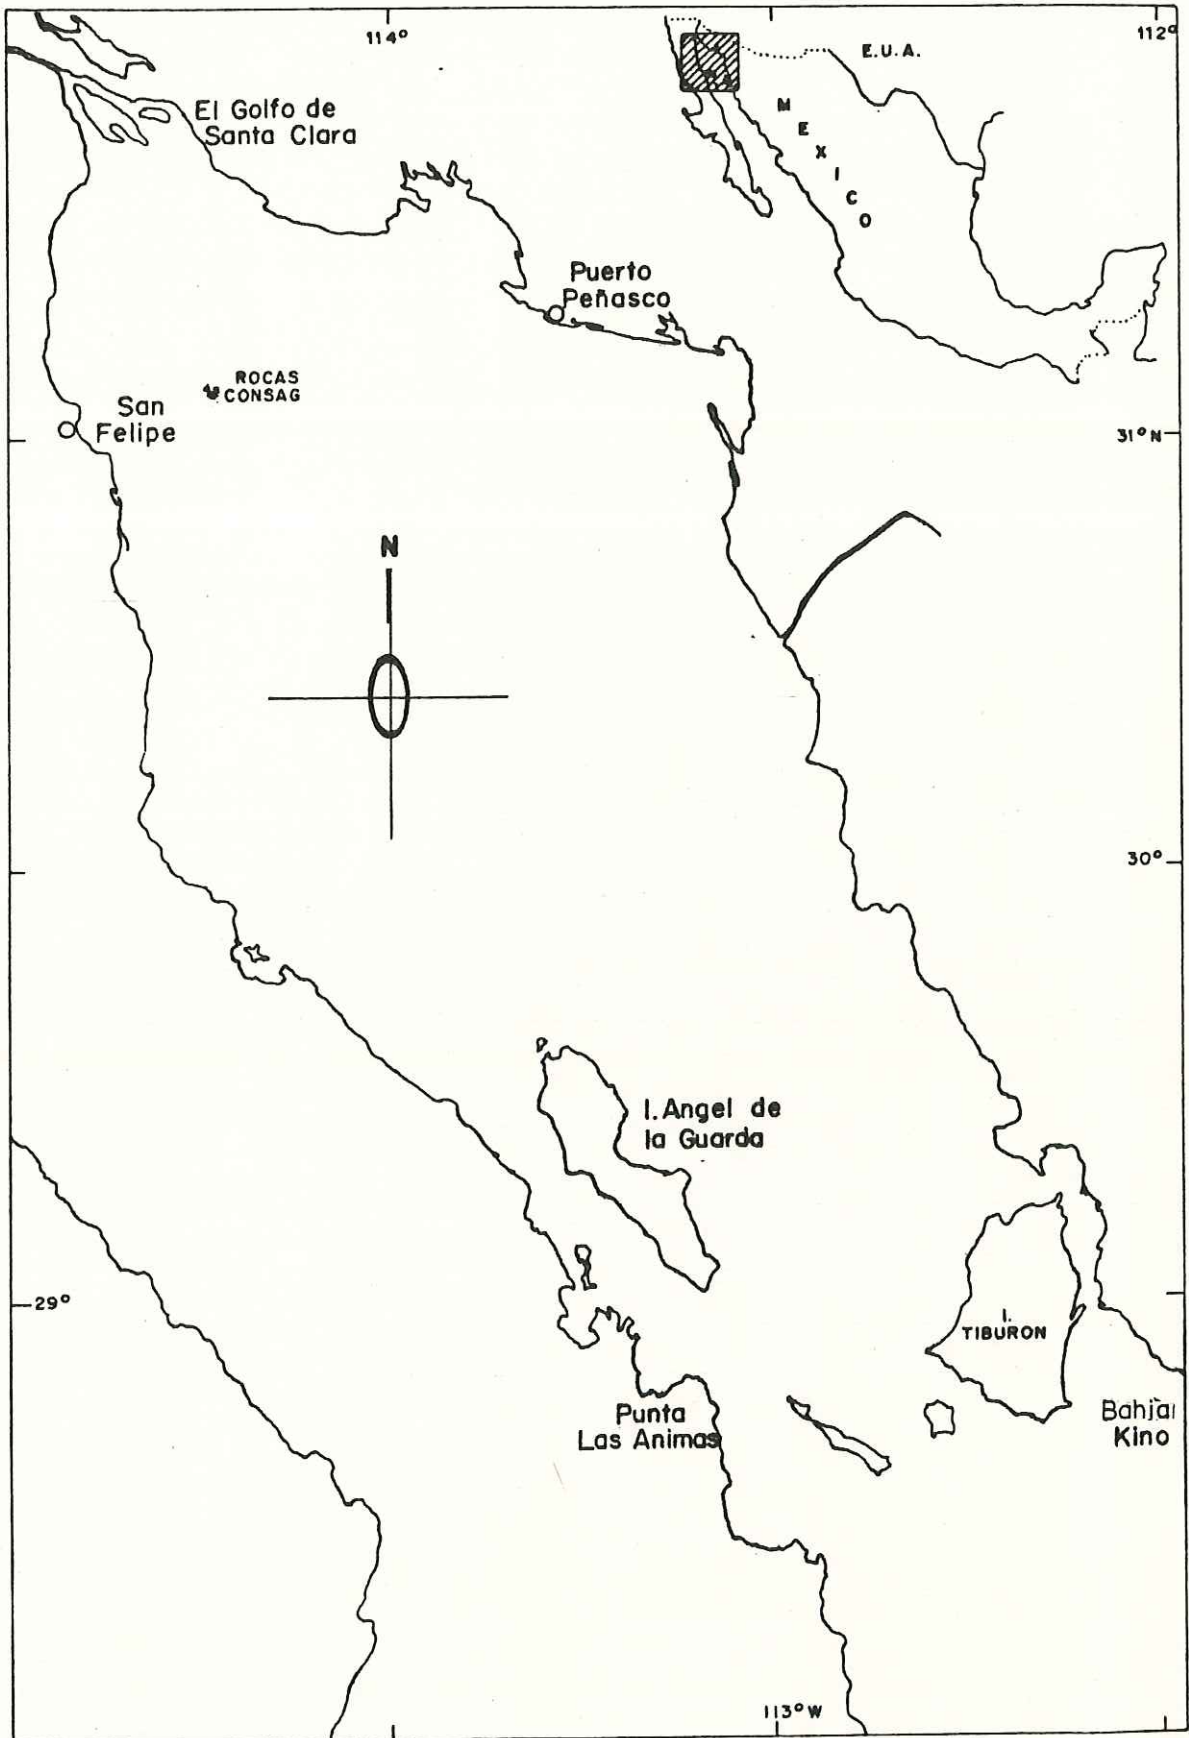 114°
112°
E.U.A.
MEXICO
El Golfo de
Santa Clara
Puerto
Peñasco
ROCAS
CONSAG
San
Felipe
31°N
N
30°
I. Angel de
la Guarda
29°
I.
TIBURON
Punta
Las Animas
Bahía
Kino
113°W